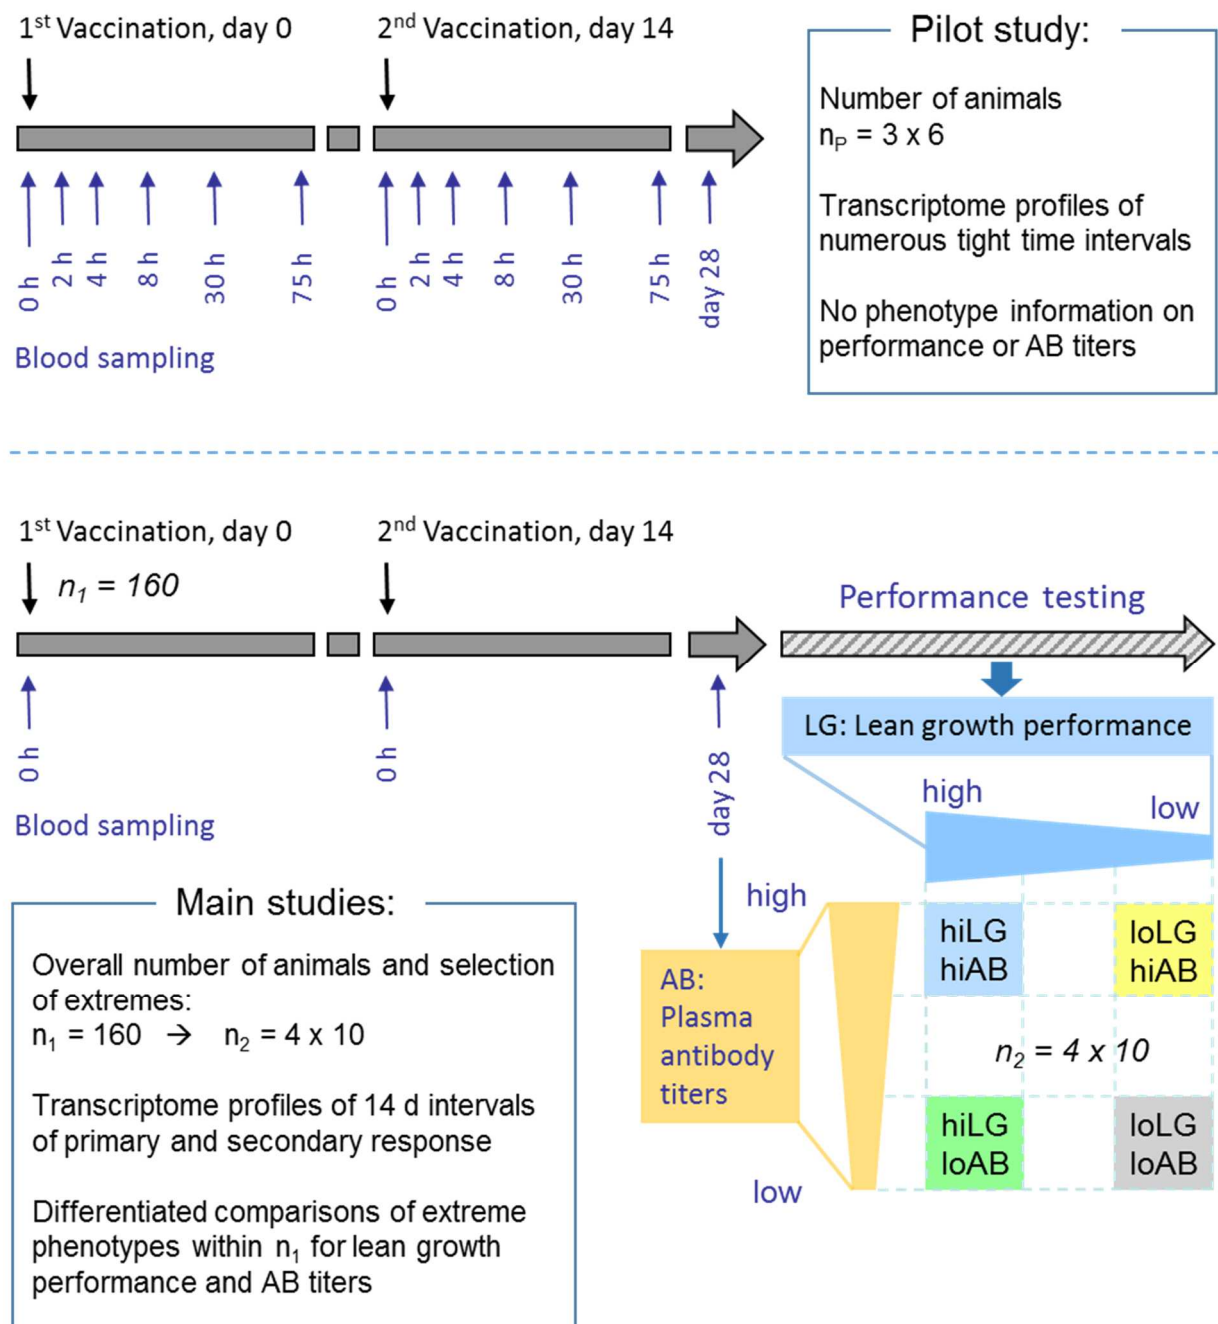 1st Vaccination, day 0
2nd Vaccination, day 14
0 h
2 h
4 h
8 h
30 h
75 h
0 h
2 h
4 h
8 h
30 h
75 h
day 28
Blood sampling
Pilot study:
Number of animals
nP = 3 x 6
Transcriptome profiles of
numerous tight time intervals
No phenotype information on
performance or AB titers
1st Vaccination, day 0
2nd Vaccination, day 14
n1 = 160
0 h
0 h
day 28
Blood sampling
Performance testing
LG: Lean growth performance
high
low
high
low
AB:
Plasma
antibody
titers
hiLG
hiAB
loLG
hiAB
n2 = 4 x 10
hiLG
loAB
loLG
loAB
Main studies:
Overall number of animals and selection
of extremes:
n1 = 160 → n2 = 4 x 10
Transcriptome profiles of 14 d intervals
of primary and secondary response
Differentiated comparisons of extreme
phenotypes within n1 for lean growth
performance and AB titers